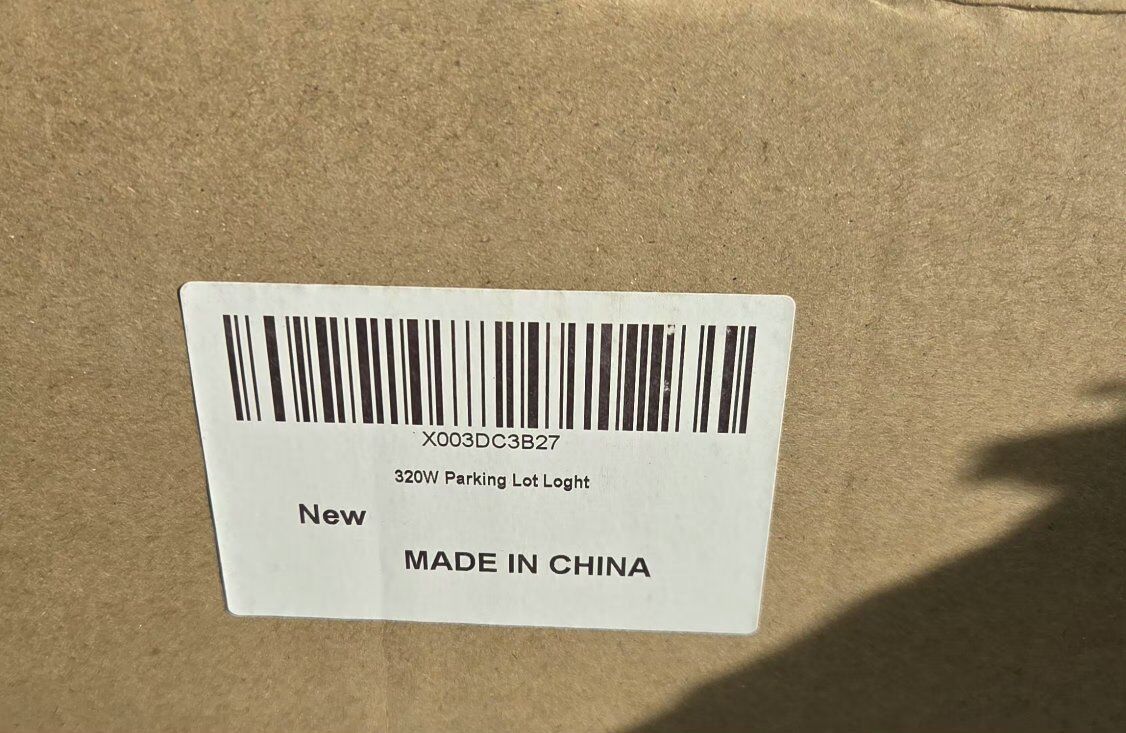 X003DC3B27
320W Parking Lot Loght
New
MADE IN CHINA